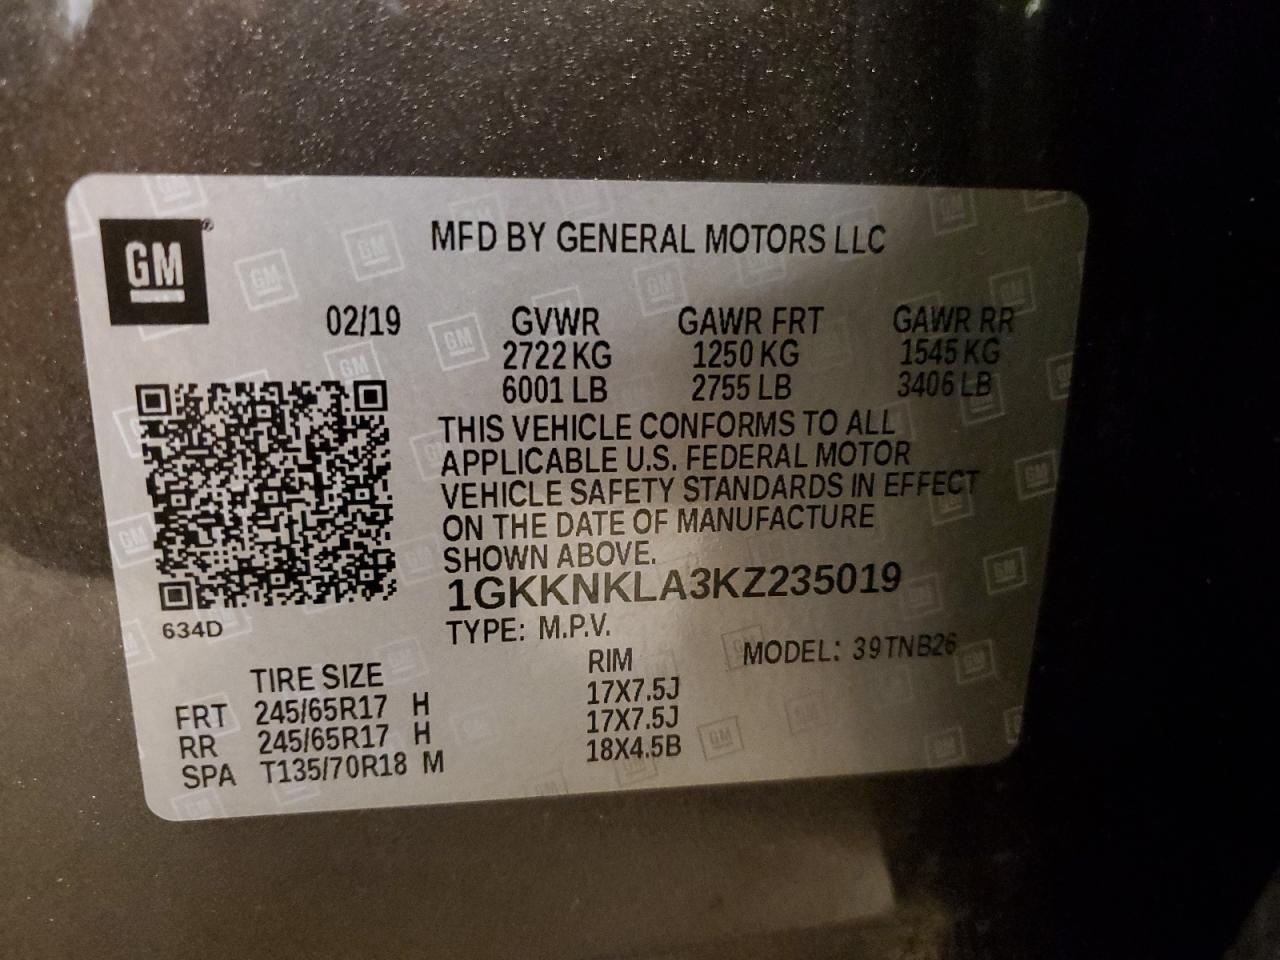 GM
MFD BY GENERAL MOTORS LLC
02/19 GVWR GAWR FRT GAWR RR
2722 KG 1250 KG 1545 KG
6001 LB 2755 LB 3406 LB
THIS VEHICLE CONFORMS TO ALL
APPLICABLE U.S. FEDERAL MOTOR
VEHICLE SAFETY STANDARDS IN EFFECT
ON THE DATE OF MANUFACTURE
SHOWN ABOVE.
1GKKNKLA3KZ235019
634D
TYPE: M.P.V.
MODEL: 39TNB26
TIRE SIZE RIM
FRT 245/65R17 H 17X7.5J
RR 245/65R17 H 17X7.5J
SPA T135/70R18 M 18X4.5B